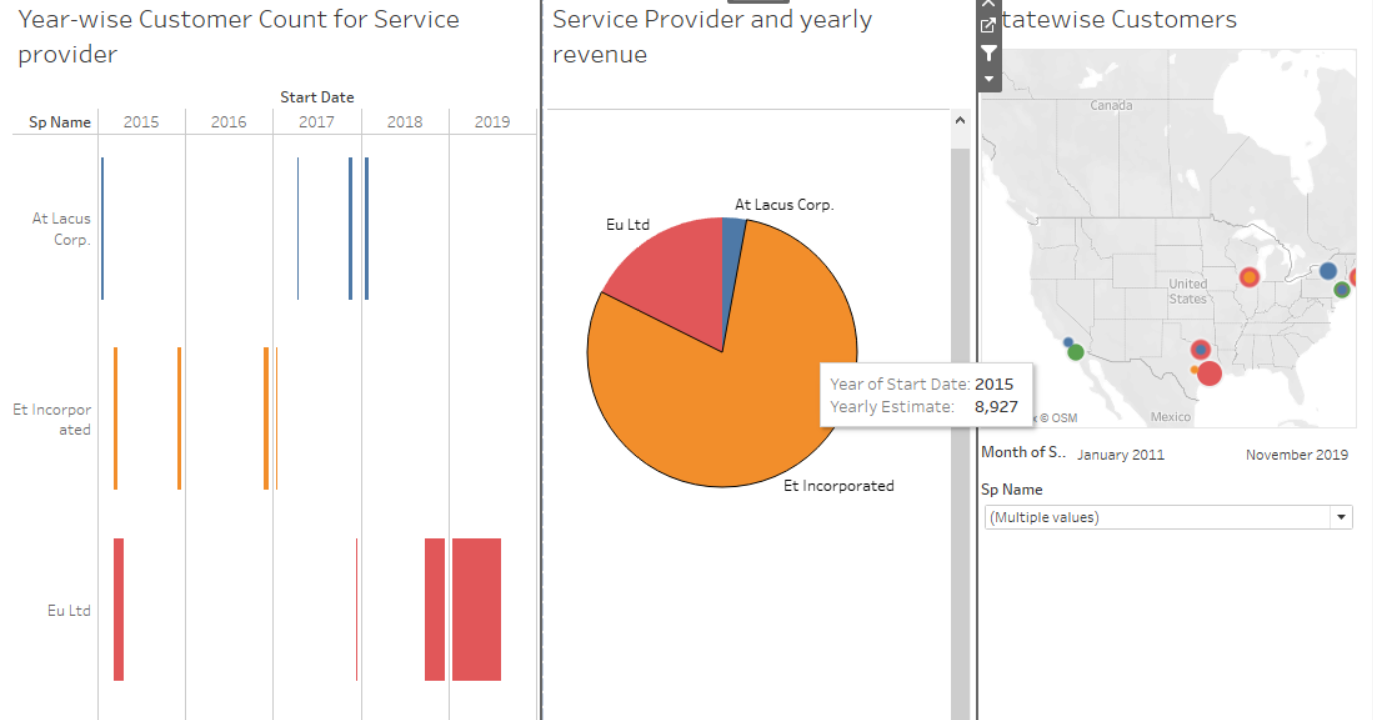 Year-wise Customer Count for Service
provider
Start Date
Sp Name
2015
2016
2017
2018
2019
At Lacus
Corp.
Et Incorpor
ated
Eu Ltd
Service Provider and yearly
revenue
At Lacus Corp.
Eu Ltd
Et Incorporated
Year of Start Date: 2015
Yearly Estimate: 8,927
tatewise Customers
Canada
United
States
Mexico
© OSM
Month of S..
January 2011
November 2019
Sp Name
(Multiple values)